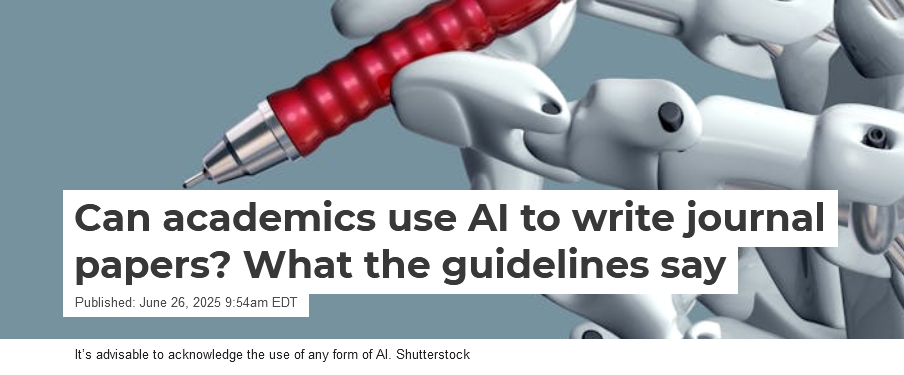 Can academics use AI to write journal
papers? What the guidelines say
Published: June 26, 2025 9:54am EDT
It's advisable to acknowledge the use of any form of AI. Shutterstock